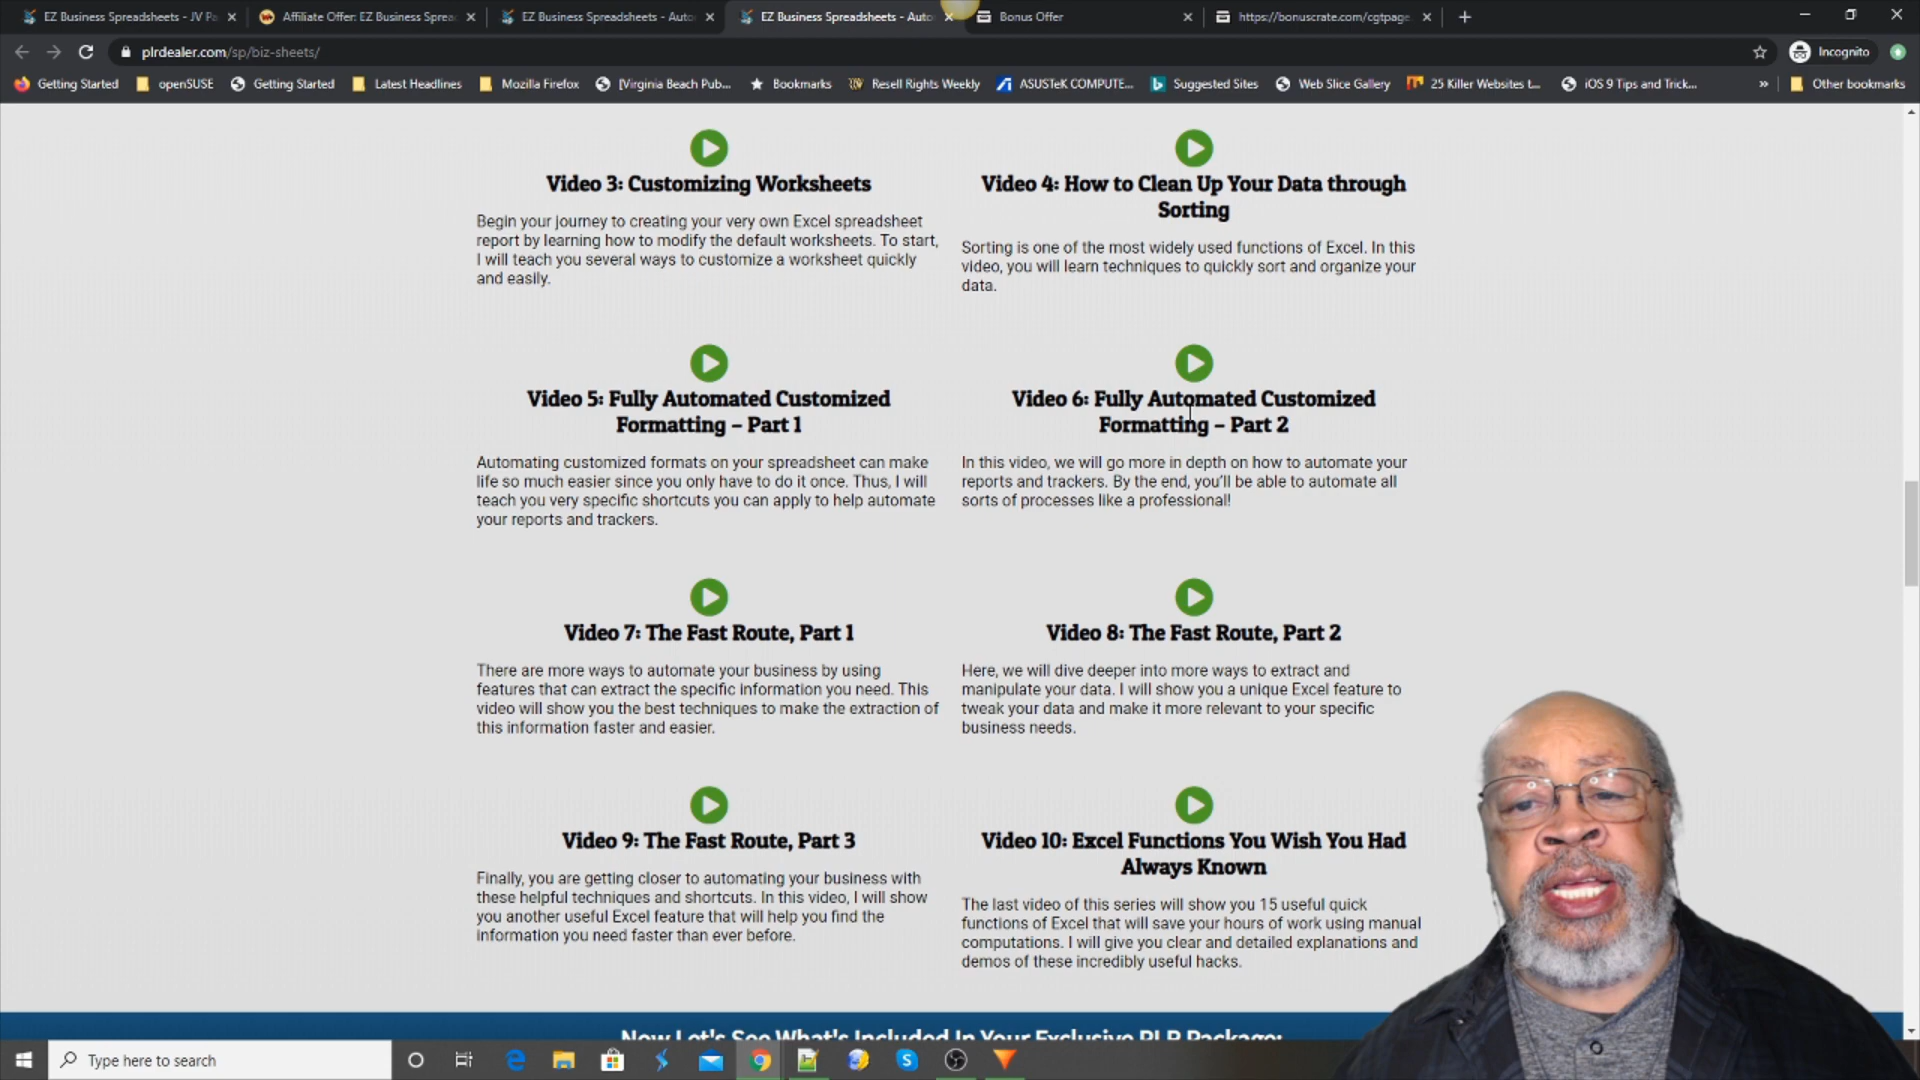 EZ Business Spreadsheets - JV Pa
Affiliate Offer: EZ Business Sprea
EZ Business Spreadsheets - Auto
EZ Business Spreadsheets - Auto
Bonus Offer
https://bonuscrate.com/cgtpage
plrdealer.com/sp/biz-sheets/
Incognito
Getting Started
openSUSE
Getting Started
Latest Headlines
Mozilla Firefox
[Virginia Beach Pub...
Bookmarks
Resell Rights Weekly
ASUSTeK COMPUTE...
Suggested Sites
Web Slice Gallery
25 Killer Websites t...
iOS 9 Tips and Trick...
»
Other bookmarks
Video 3: Customizing Worksheets
Begin your journey to creating your very own Excel spreadsheet
report by learning how to modify the default worksheets. To start,
I will teach you several ways to customize a worksheet quickly
and easily.
Video 4: How to Clean Up Your Data through
Sorting
Sorting is one of the most widely used functions of Excel. In this
video, you will learn techniques to quickly sort and organize your
data.
Video 5: Fully Automated Customized
Formatting – Part 1
Automating customized formats on your spreadsheet can make
life so much easier since you only have to do it once. Thus, I will
teach you very specific shortcuts you can apply to help automate
your reports and trackers.
Video 6: Fully Automated Customized
Formatting – Part 2
In this video, we will go more in depth on how to automate your
reports and trackers. By the end, you'll be able to automate all
sorts of processes like a professional!
Video 7: The Fast Route, Part 1
There are more ways to automate your business by using
features that can extract the specific information you need. This
video will show you the best techniques to make the extraction of
this information faster and easier.
Video 8: The Fast Route, Part 2
Here, we will dive deeper into more ways to extract and
manipulate your data. I will show you a unique Excel feature to
tweak your data and make it more relevant to your specific
business needs.
Video 9: The Fast Route, Part 3
Finally, you are getting closer to automating your business with
these helpful techniques and shortcuts. In this video, I will show
you another useful Excel feature that will help you find the
information you need faster than ever before.
Video 10: Excel Functions You Wish You Had
Always Known
The last video of this series will show you 15 useful quick
functions of Excel that will save your hours of work using manual
computations. I will give you clear and detailed explanations and
demos of these incredibly useful hacks.
Now Let's See What's Included In Your Exclusive PLR Package:
Type here to search